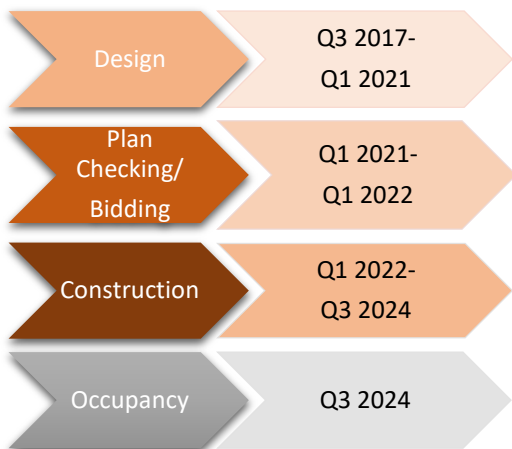 Design
Q3 2017-
Q1 2021
Plan
Checking/
Bidding
Q1 2021-
Q1 2022
Construction
Q1 2022-
Q3 2024
Occupancy
Q3 2024